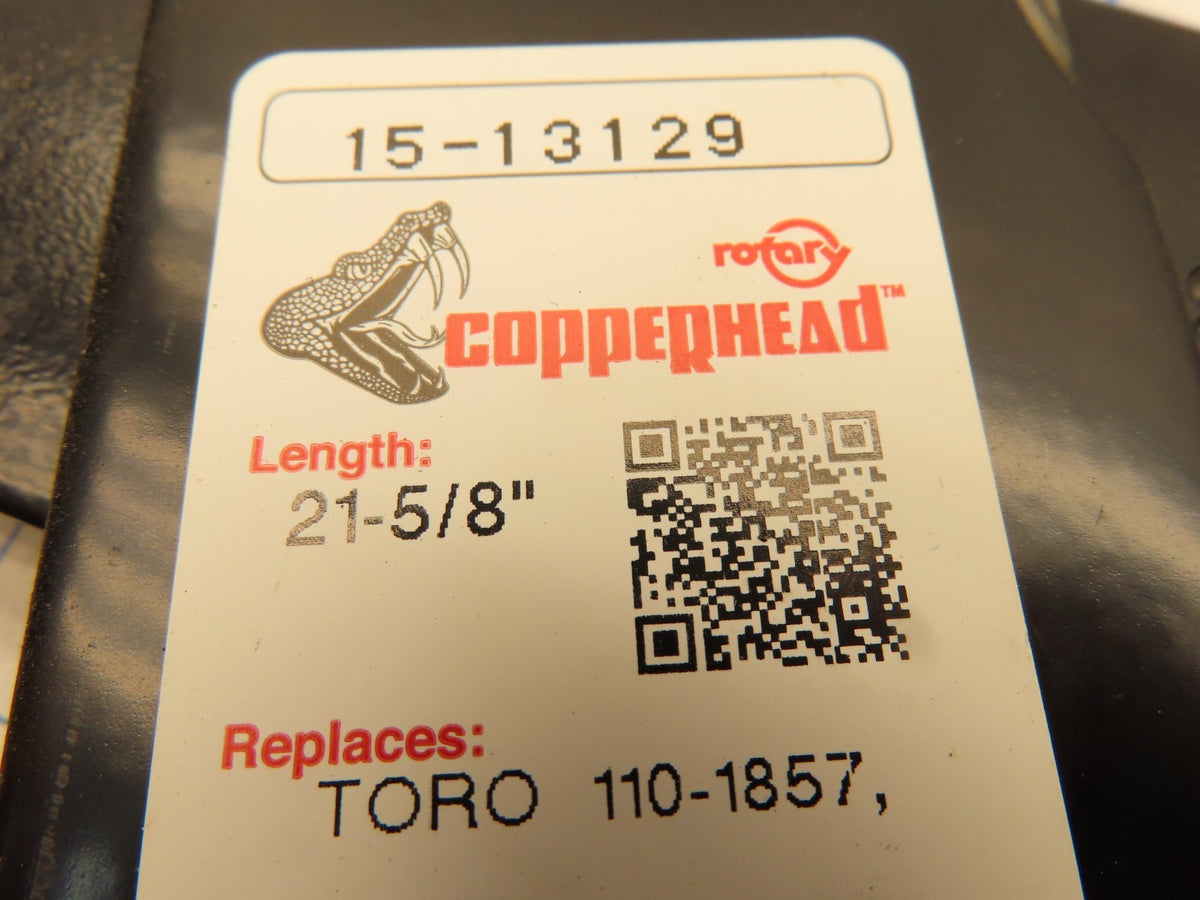 15-13129
rotary
COPPERHEAD™
Length:
21-5/8"
Replaces:
TORO 110-1857,